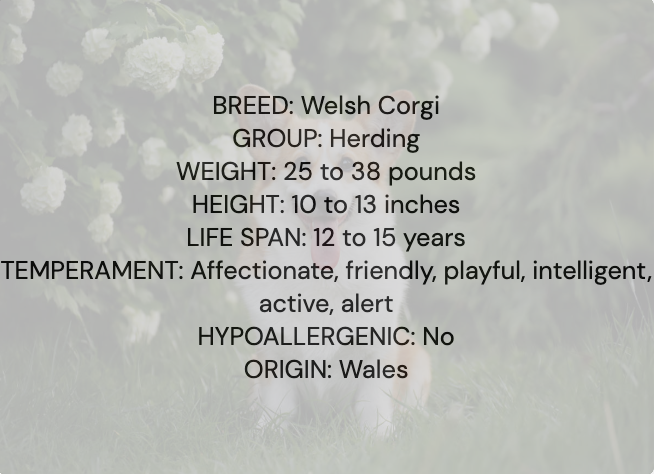 BREED: Welsh Corgi
GROUP: Herding
WEIGHT: 25 to 38 pounds
HEIGHT: 10 to 13 inches
LIFE SPAN: 12 to 15 years
TEMPERAMENT: Affectionate, friendly, playful, intelligent,
active, alert
HYPOALLERGENIC: No
ORIGIN: Wales